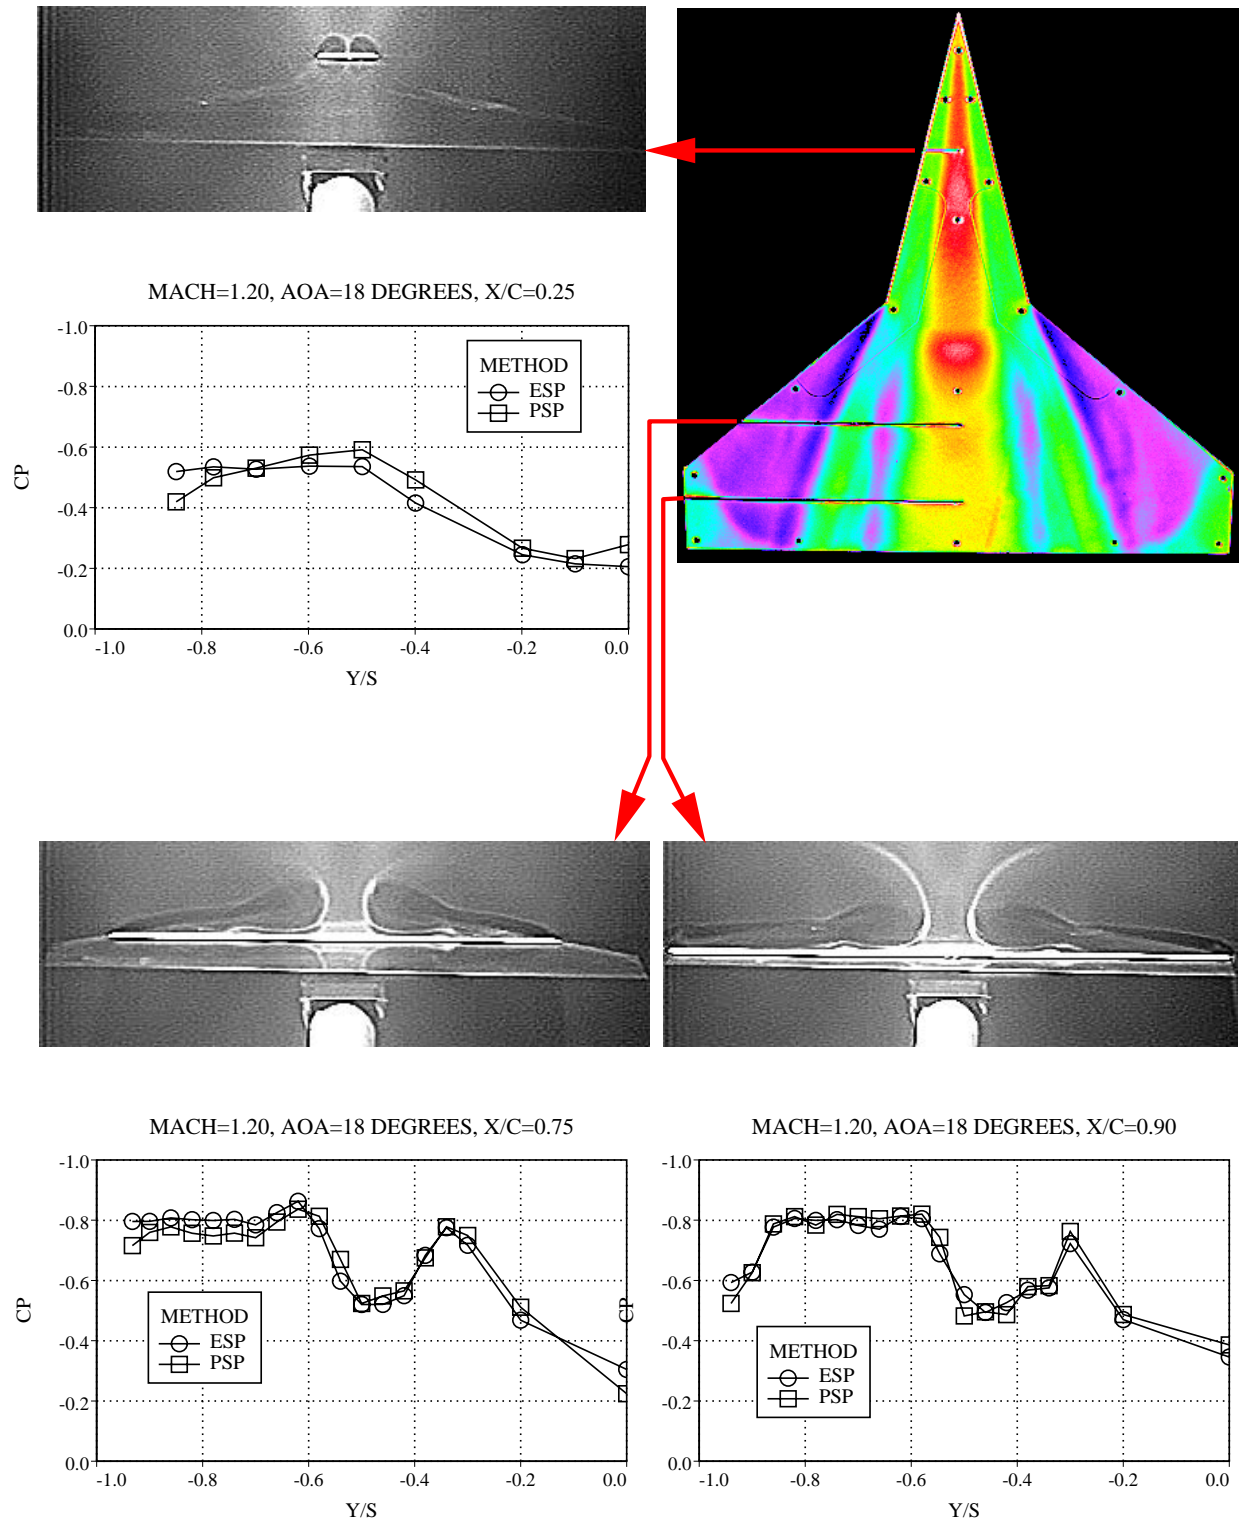 MACH=1.20, AOA=18 DEGREES, X/C=0.25
-1.0
-0.8
-0.6
-0.4
-0.2
0.0
CP
METHOD
ESP
PSP
-1.0 -0.8 -0.6 -0.4 -0.2 0.0
Y/S
MACH=1.20, AOA=18 DEGREES, X/C=0.75
-1.0
-0.8
-0.6
-0.4
-0.2
0.0
CP
METHOD
ESP
PSP
-1.0 -0.8 -0.6 -0.4 -0.2 0.0
Y/S
MACH=1.20, AOA=18 DEGREES, X/C=0.90
-1.0
-0.8
-0.6
-0.4
-0.2
0.0
CP
METHOD
ESP
PSP
-1.0 -0.8 -0.6 -0.4 -0.2 0.0
Y/S